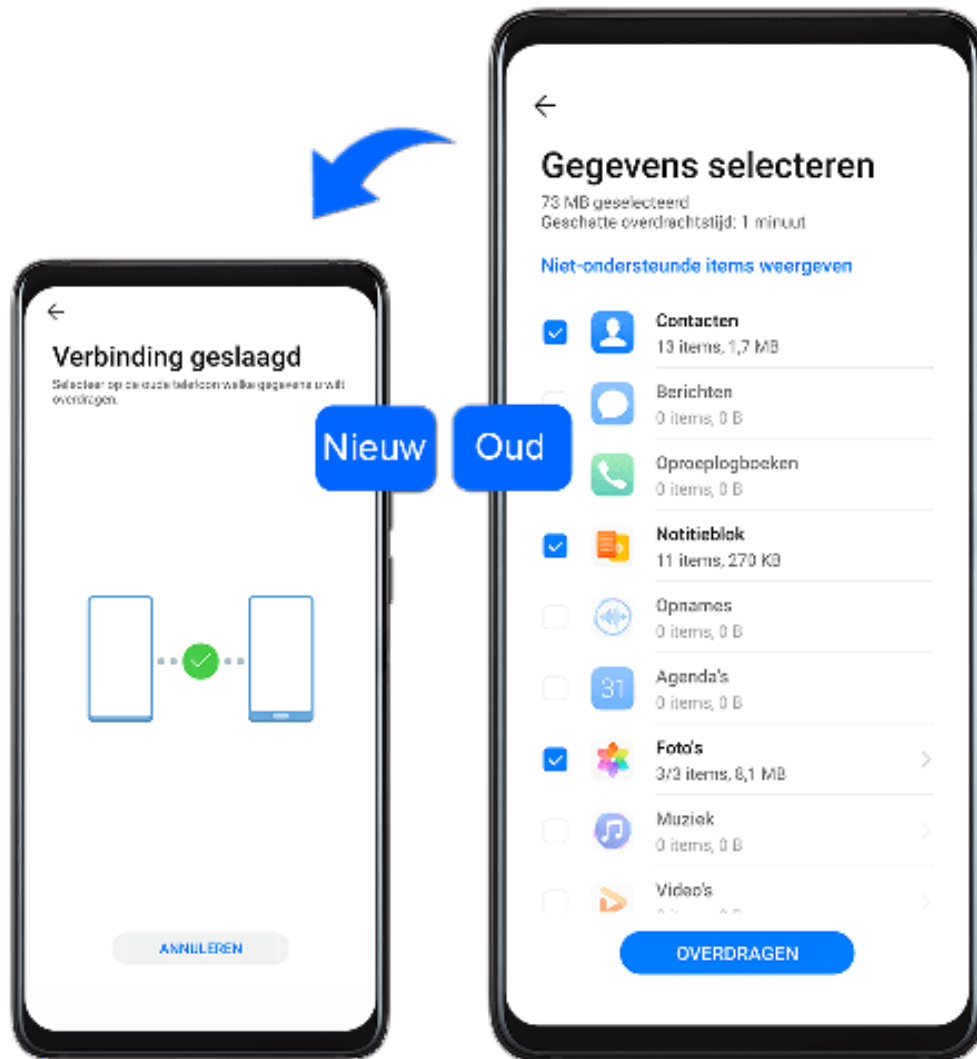 Verbinding geslaagd
Selecteer op de oude telefoon welke gegevens u wilt
overdragen.
Nieuw
ANNULEREN
Oud
Gegevens selecteren
73 MB geselecteerd
Geschatte overdrachtstijd: 1 minuut
Niet-ondersteunde items weergeven
Contacten
13 items, 1,7 MB
Berichten
0 items, 0 B
Oproeplogboeken
0 items, 0 B
Notitieblok
11 items, 270 KB
Opnames
0 items, 0 B
31
Agenda's
0 items, 0 B
Foto's
3/3 items, 8,1 MB
Muziek
0 items, 0 B
Video's
OVERDRAGEN